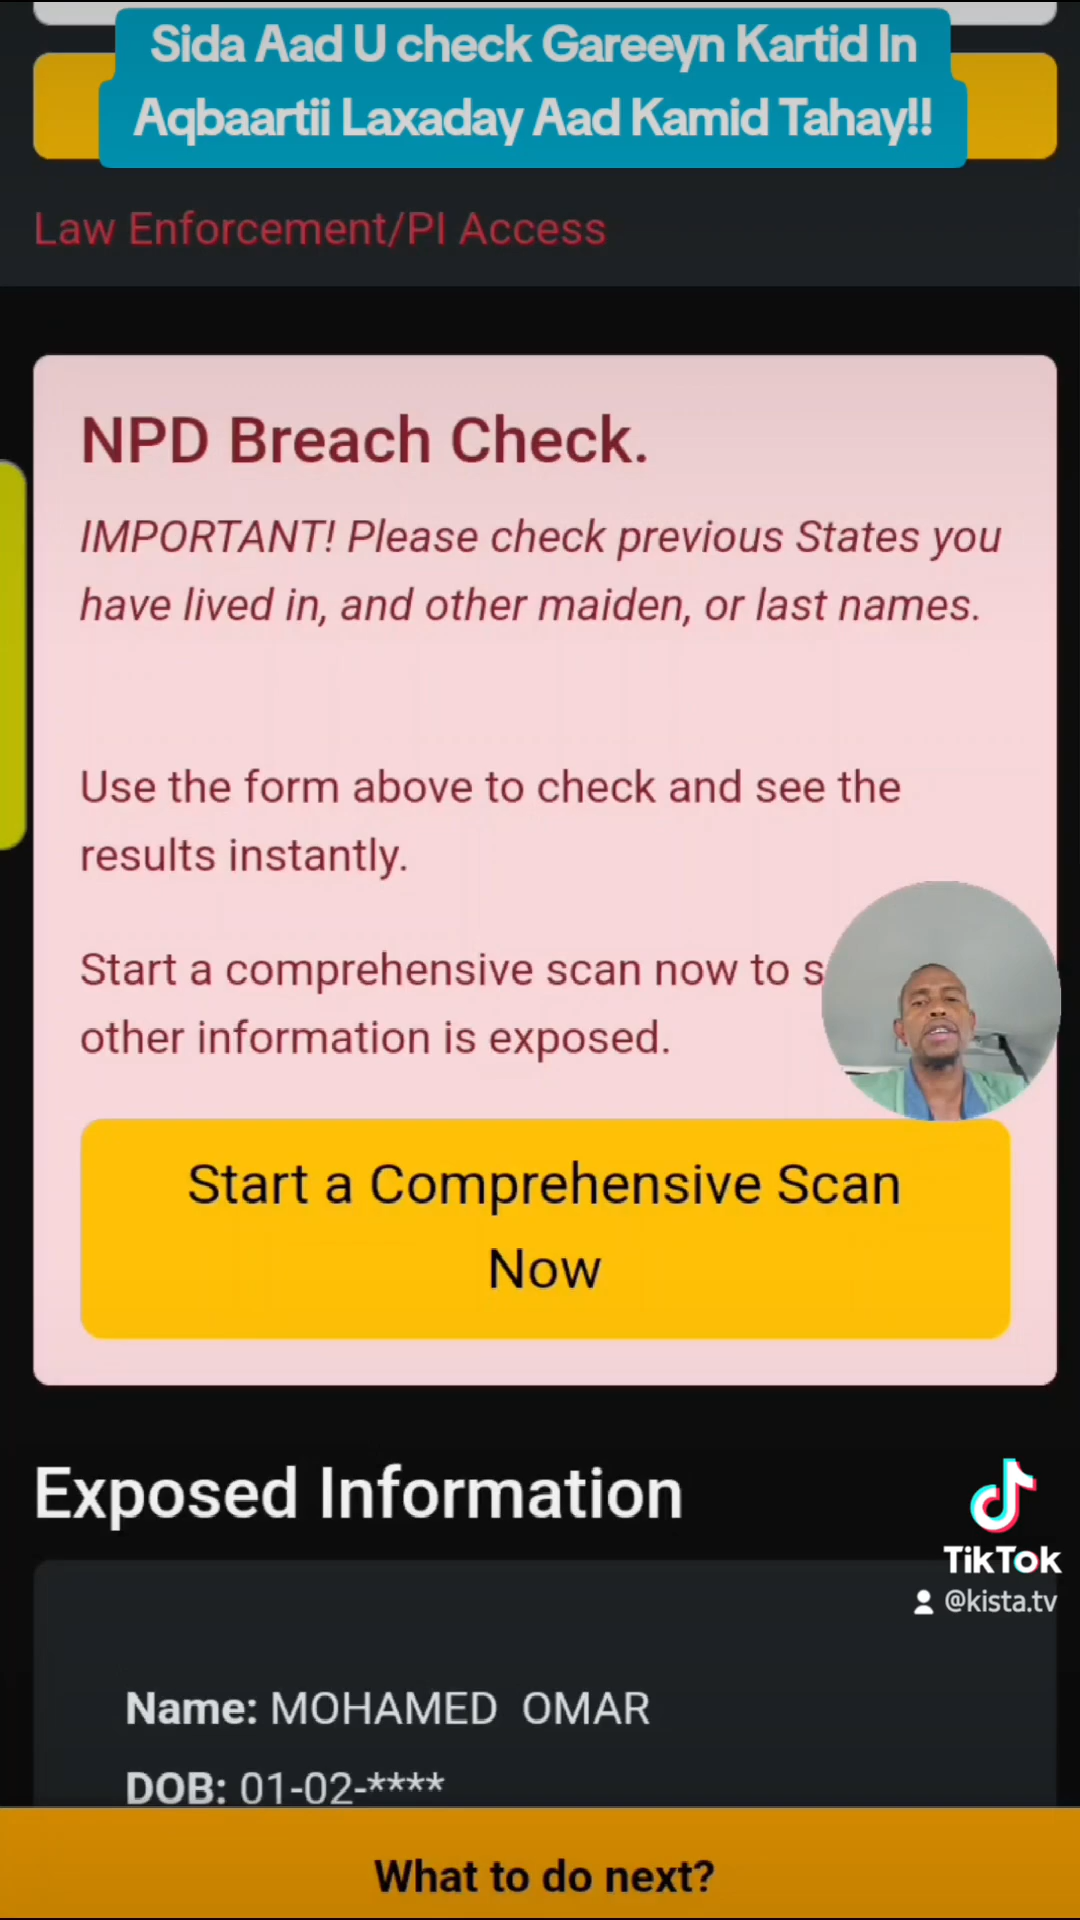 Sida Aad U check Gareeyn Kartid In
Aqbaartii Laxaday Aad Kamid Tahay!!
Law Enforcement/PI Access
NPD Breach Check.
IMPORTANT! Please check previous States you
have lived in, and other maiden, or last names.
Use the form above to check and see the
results instantly.
Start a comprehensive scan now to s
other information is exposed.
Start a Comprehensive Scan
Now
Exposed Information
TikTok
@kista.tv
Name: MOHAMED OMAR
DOB: 01-02-****
What to do next?